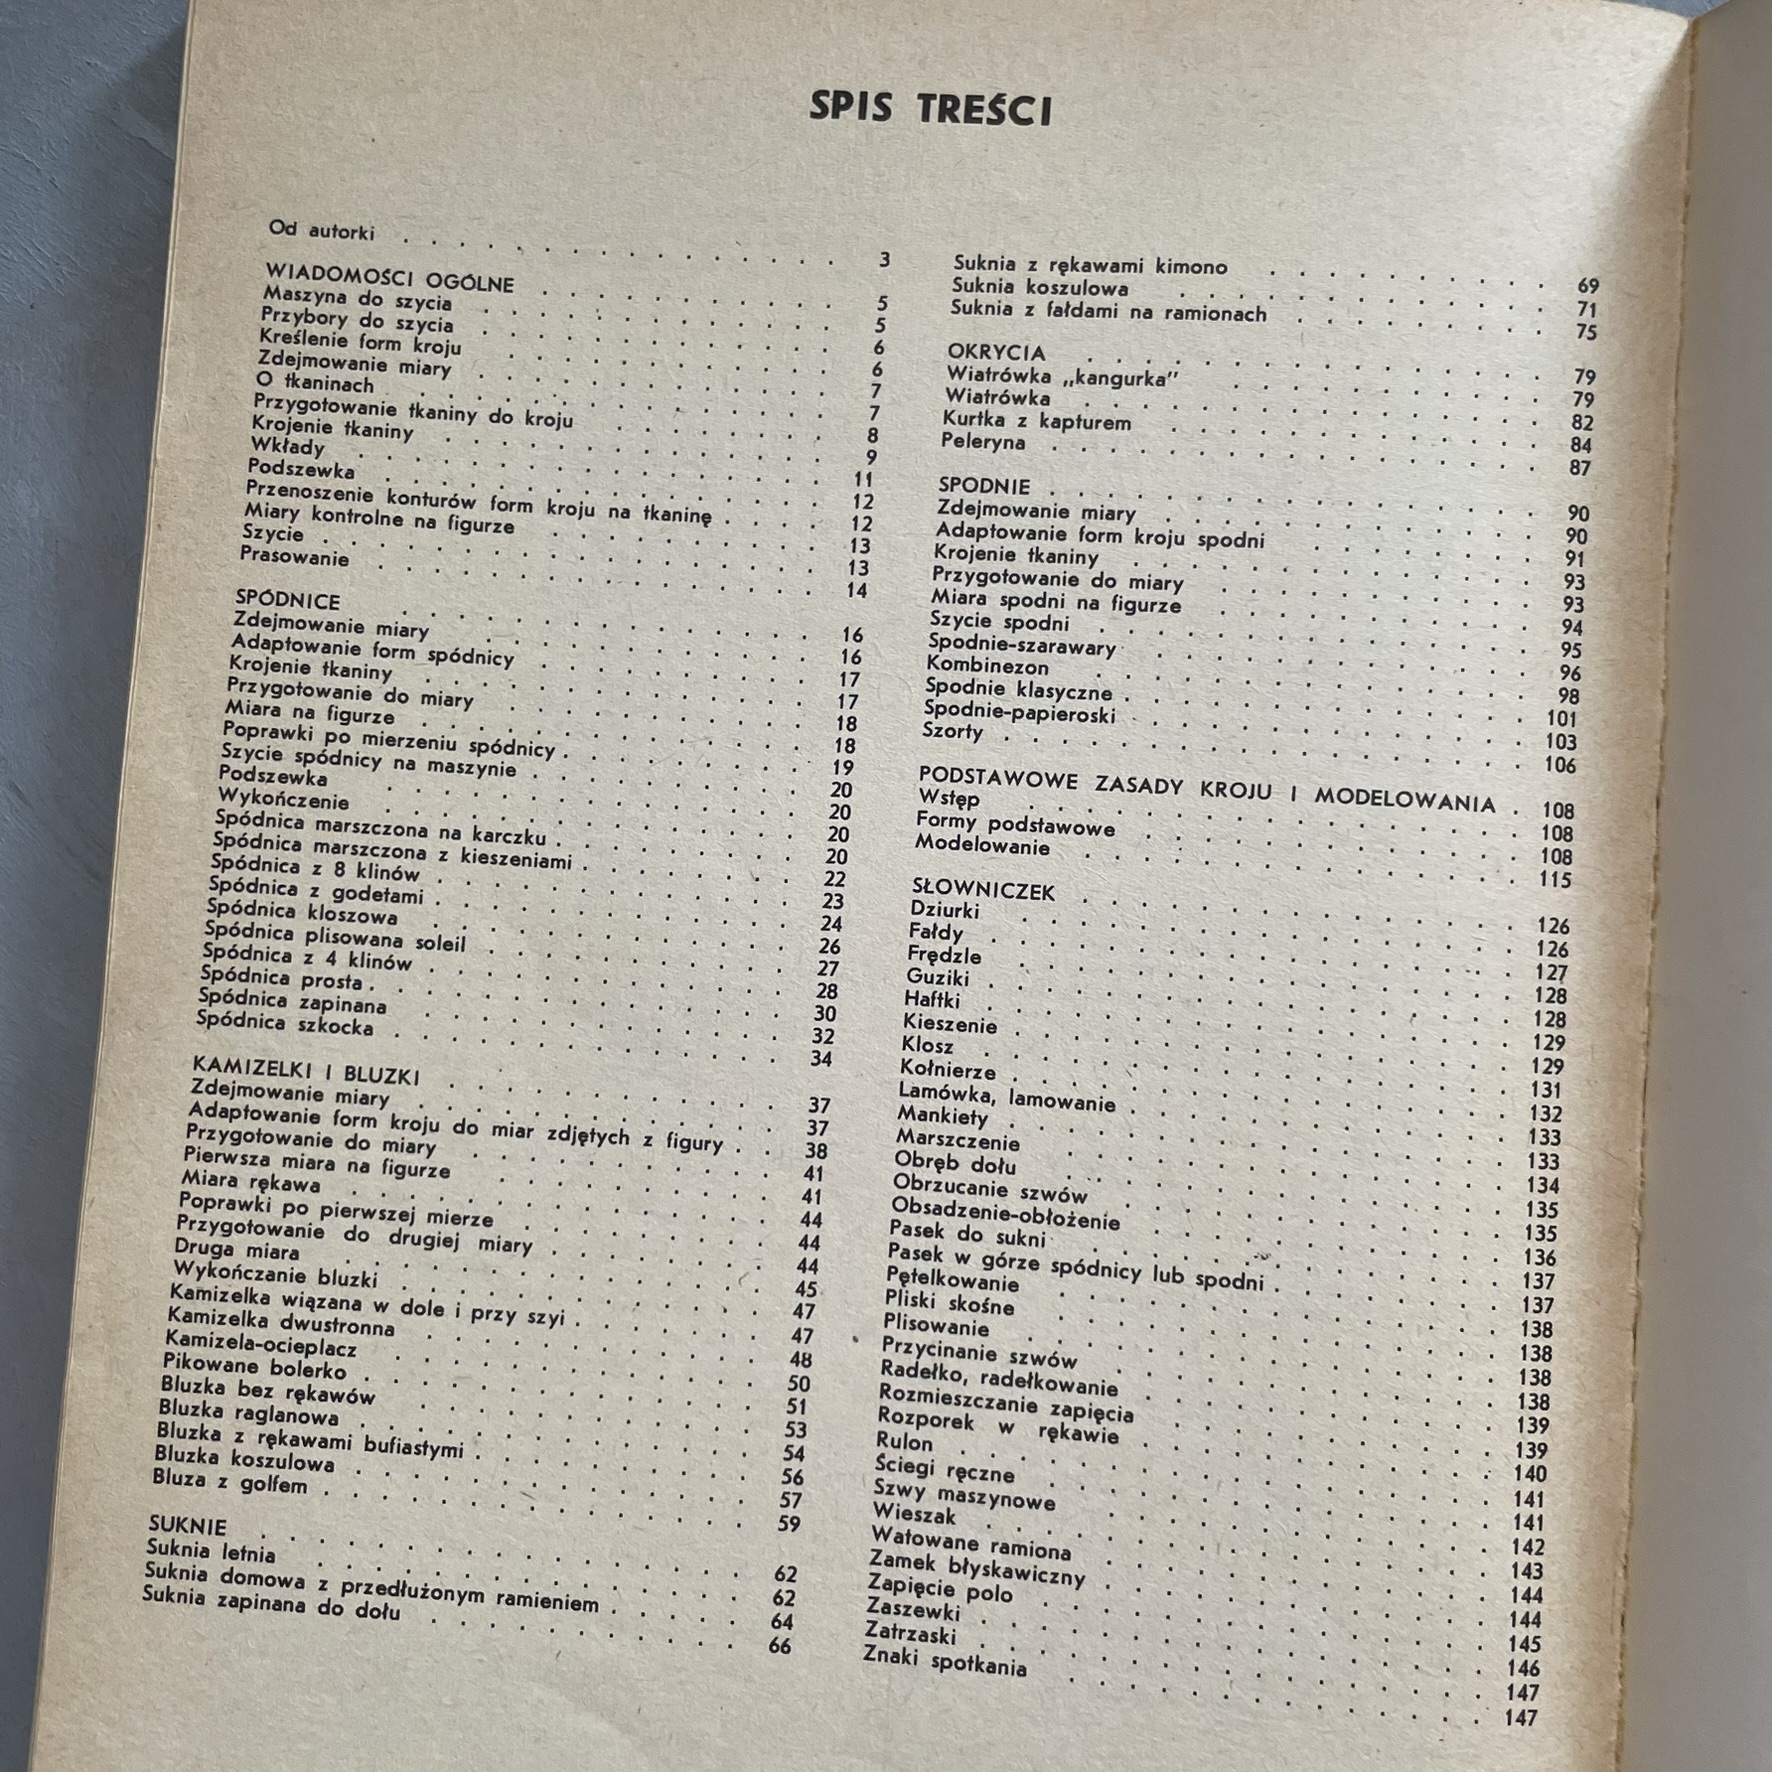 SPIS TREŚCI
Od autorki . . . 3
WIADOMOŚCI OGÓLNE . . . 5
Maszyna do szycia . . . 5
Przybory do szycia . . . 6
Kreślenie form kroju . . . 6
Zdejmowanie miary . . . 7
O tkaninach . . . 7
Przygotowanie tkaniny do kroju . . . 8
Krojenie tkaniny . . . 9
Wkłady . . . 11
Podszewka . . . 12
Przenoszenie konturów form kroju na tkaninę . . . 12
Miary kontrolne na figurze . . . 13
Szycie . . . 13
Prasowanie . . . 14
SPÓDNICE . . . 16
Zdejmowanie miary . . . 16
Adaptowanie form spódnicy . . . 17
Krojenie tkaniny . . . 17
Przygotowanie do miary . . . 18
Miara na figurze . . . 18
Poprawki po mierzeniu spódnicy . . . 19
Szycie spódnicy na maszynie . . . 20
Podszewka . . . 20
Wykończenie . . . 20
Spódnica marszczona na karczku . . . 20
Spódnica marszczona z kieszeniami . . . 22
Spódnica z 8 klinów . . . 23
Spódnica z godetami . . . 24
Spódnica kloszowa . . . 26
Spódnica plisowana soleil . . . 27
Spódnica z 4 klinów . . . 28
Spódnica prosta . . . 30
Spódnica zapinana . . . 32
Spódnica szkocka . . . 34
KAMIZELKI I BLUZKI . . . 37
Zdejmowanie miary . . . 37
Adaptowanie form kroju do miar zdjętych z figury . . . 38
Przygotowanie do miary . . . 41
Pierwsza miara na figurze . . . 41
Miara rękawa . . . 44
Poprawki po pierwszej mierze . . . 44
Przygotowanie do drugiej miary . . . 44
Druga miara . . . 45
Wykończanie bluzki . . . 47
Kamizelka wiązana w dole i przy szyi . . . 47
Kamizelka dwustronna . . . 48
Kamizela-ocieplacz . . . 50
Pikowane bolerko . . . 51
Bluzka bez rękawów . . . 53
Bluzka raglanowa . . . 54
Bluzka z rękawami bufiastymi . . . 56
Bluzka koszulowa . . . 57
Bluza z golfem . . . 59
SUKNIE . . . 62
Suknia letnia . . . 62
Suknia domowa z przedłużonym ramieniem . . . 64
Suknia zapinana do dołu . . . 66
Suknia z rękawami kimono . . . 69
Suknia koszulowa . . . 71
Suknia z fałdami na ramionach . . . 75
OKRYCIA . . . 79
Wiatrówka „kangurka” . . . 79
Wiatrówka . . . 82
Kurtka z kapturem . . . 84
Peleryna . . . 87
SPODNIE . . . 90
Zdejmowanie miary . . . 90
Adaptowanie form kroju spodni . . . 91
Krojenie tkaniny . . . 93
Przygotowanie do miary . . . 93
Miara spodni na figurze . . . 94
Szycie spodni . . . 95
Spodnie-szarawary . . . 96
Kombinezon . . . 98
Spodnie klasyczne . . . 101
Spodnie-papieroski . . . 103
Szorty . . . 106
PODSTAWOWE ZASADY KROJU I MODELOWANIA . 108
Wstęp . . . 108
Formy podstawowe . . . 108
Modelowanie . . . 115
SŁOWNICZEK . . . 126
Dziurki . . . 126
Fałdy . . . 127
Frędzle . . . 128
Guziki . . . 128
Haftki . . . 129
Kieszenie . . . 129
Klosz . . . 131
Kołnierze . . . 132
Lamówka, lamowanie . . . 133
Mankiety . . . 133
Marszczenie . . . 134
Obręb dołu . . . 135
Obrzucanie szwów . . . 135
Obsadzenie-obłożenie . . . 136
Pasek do sukni . . . 137
Pasek w górze spódnicy lub spodni . . . 137
Pętelkowanie . . . 138
Pliski skośne . . . 138
Plisowanie . . . 138
Przycinanie szwów . . . 138
Radełko, radełkowanie . . . 139
Rozmieszczanie zapięcia . . . 139
Rozporek w rękawie . . . 140
Rulon . . . 141
Ściegi ręczne . . . 141
Szwy maszynowe . . . 142
Wieszak . . . 143
Watowane ramiona . . . 144
Zamek błyskawiczny . . . 144
Zapięcie polo . . . 145
Zaszewki . . . 146
Zatrzaski . . . 147
Znaki spotkania . . . 147